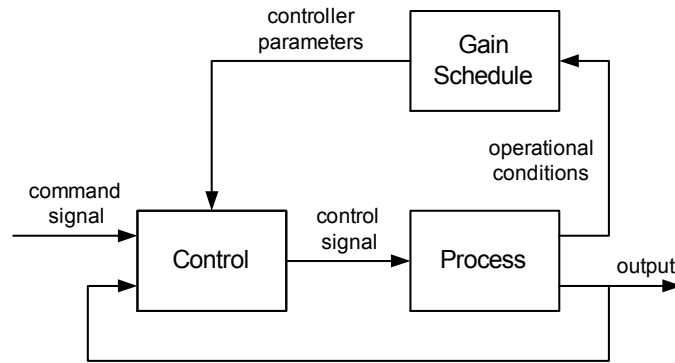 controller
parameters
Gain
Schedule
operational
conditions
command
signal
control
signal
Control
Process
output